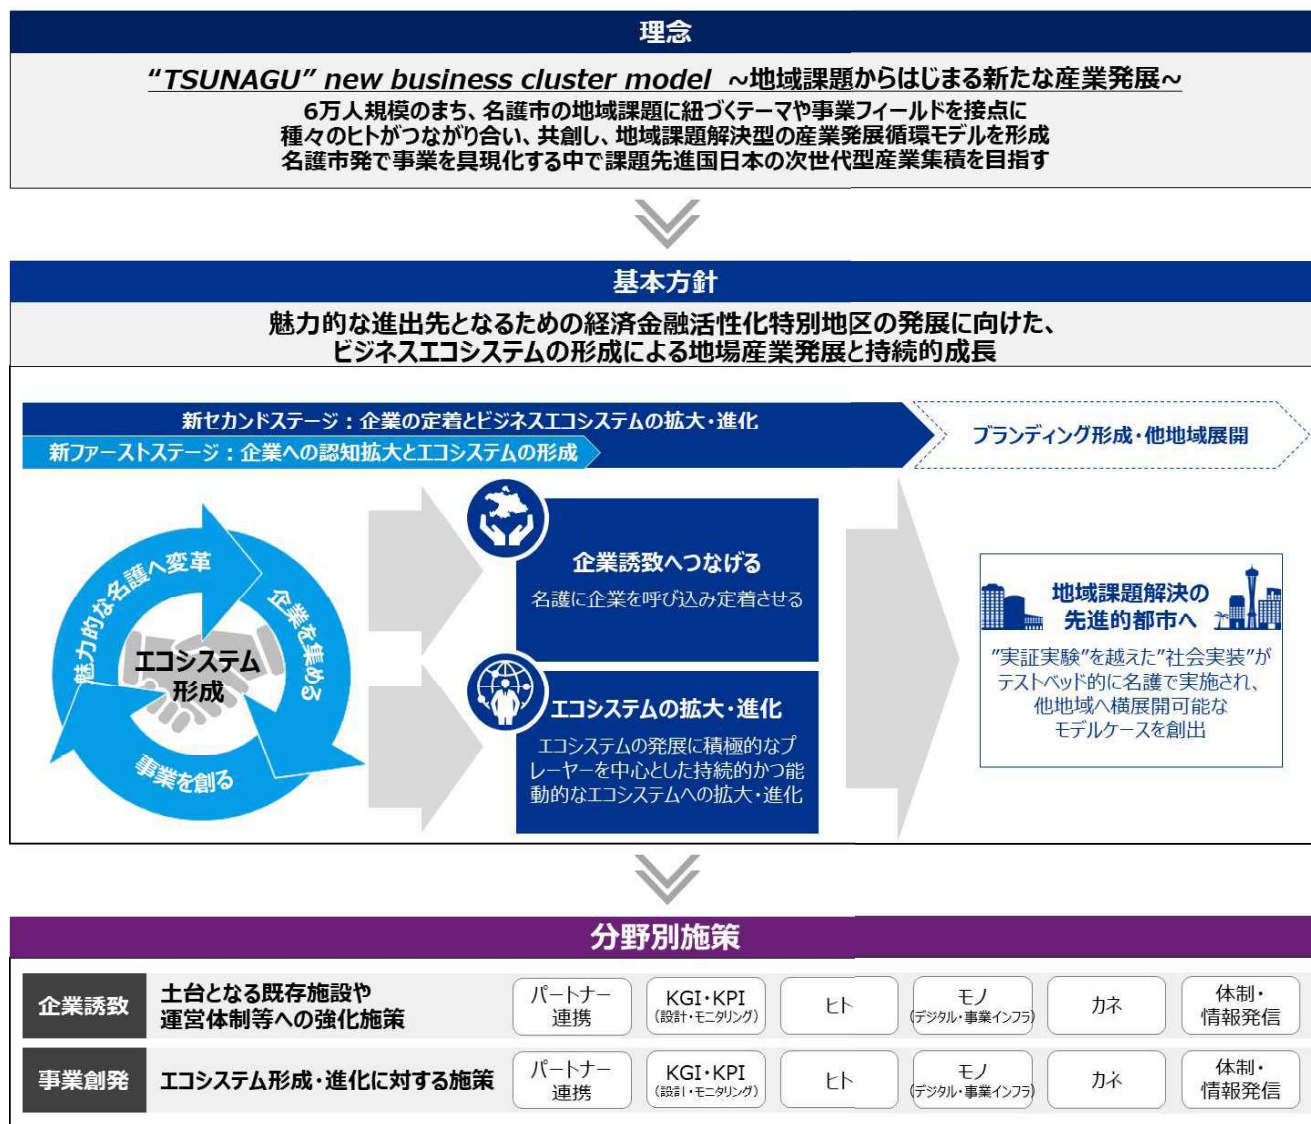 理念
“TSUNAGU” new business cluster model ~地域課題からはじまる新たな産業発展~
6万人規模のまち、名護市の地域課題に紐づくテーマや事業フィールドを接点に
種々のヒトがつながり合い、共創し、地域課題解決型の産業発展循環モデルを形成
名護市発で事業を具現化する中で課題先進国日本の次世代型産業集積を目指す
基本方針
魅力的な進出先となるための経済金融活性化特別地区の発展に向けた、
ビジネスエコシステムの形成による地場産業発展と持続的成長
新セカンドステージ：企業の定着とビジネスエコシステムの拡大・進化
新ファーストステージ：企業への認知拡大とエコシステムの形成
ブランディング形成・他地域展開
魅力的な名護へ変革
企業を集める
事業を創る
エコシステム
形成
企業誘致へつなげる
名護に企業を呼び込み定着させる
エコシステムの拡大・進化
エコシステムの発展に積極的なプ
レーヤーを中心とした持続的かつ能
動的なエコシステムへの拡大・進化
地域課題解決の
先進的都市へ
”実証実験”を越えた”社会実装”が
テストベッド的に名護で実施され、
他地域へ横展開可能な
モデルケースを創出
分野別施策
企業誘致
土台となる既存施設や
運営体制等への強化施策
パートナー
連携
KGI・KPI
（設計・モニタリング）
ヒト
モノ
(デジタル・事業インフラ)
カネ
体制・
情報発信
事業創発
エコシステム形成・進化に対する施策
パートナー
連携
KGI・KPI
（設計・モニタリング）
ヒト
モノ
(デジタル・事業インフラ)
カネ
体制・
情報発信